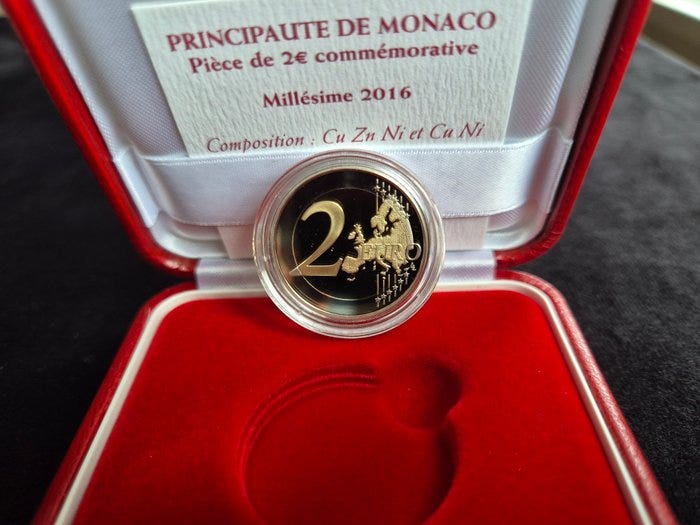 PRINCIPAUTE DE MONACO
Pièce de 2€ commémorative
Millésime 2016
Composition : Cu Zn Ni et Cu Ni
2 EURO